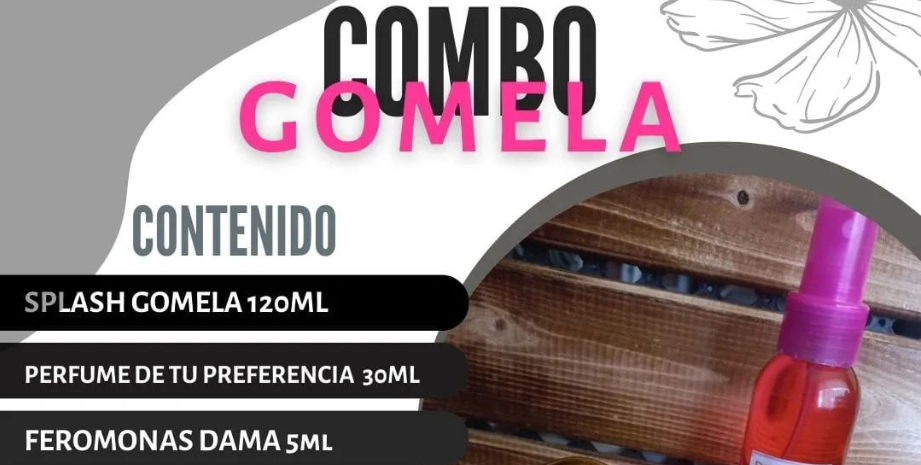 COMBO
GOMELA
CONTENIDO
SPLASH GOMELA 120ML
PERFUME DE TU PREFERENCIA 30ML
FEROMONAS DAMA 5ML